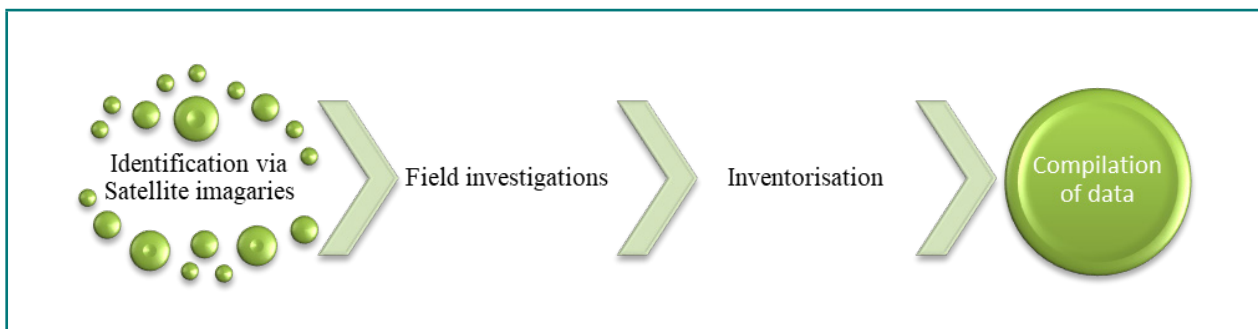 Identification via
Satellite imagaries
Field investigations
Inventorisation
Compilation
of data